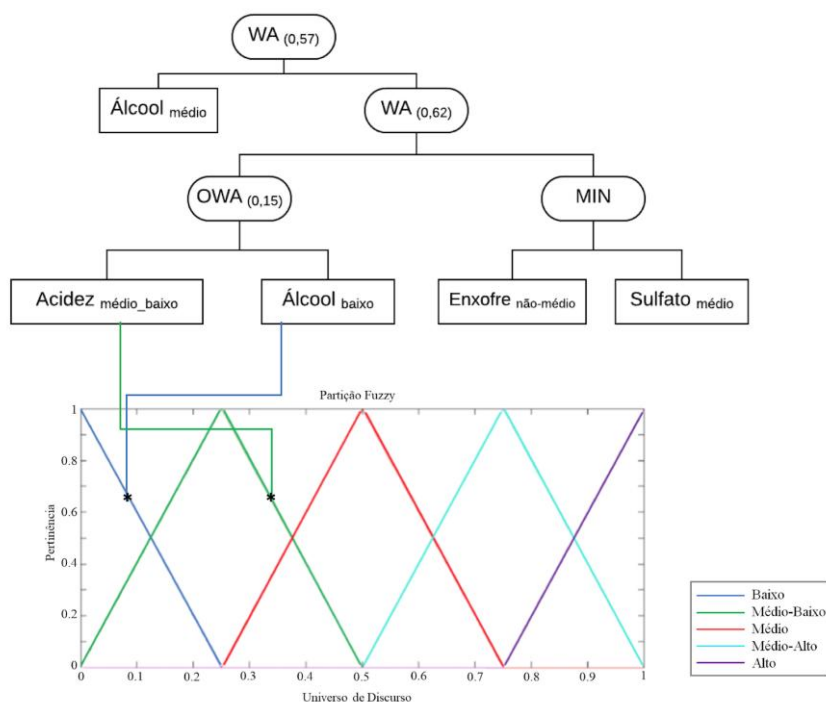 WA (0,57)
Álcool médio
WA (0,62)
OWA (0,15)
MIN
Acidez médio_baixo
Álcool baixo
Enxofre não-médio
Sulfato médio
Partição Fuzzy
1
0.8
0.6
0.4
0.2
0
Pertinência
0 0.1 0.2 0.3 0.4 0.5 0.6 0.7 0.8 0.9 1
Universo de Discurso
Baixo
Médio-Baixo
Médio
Médio-Alto
Alto